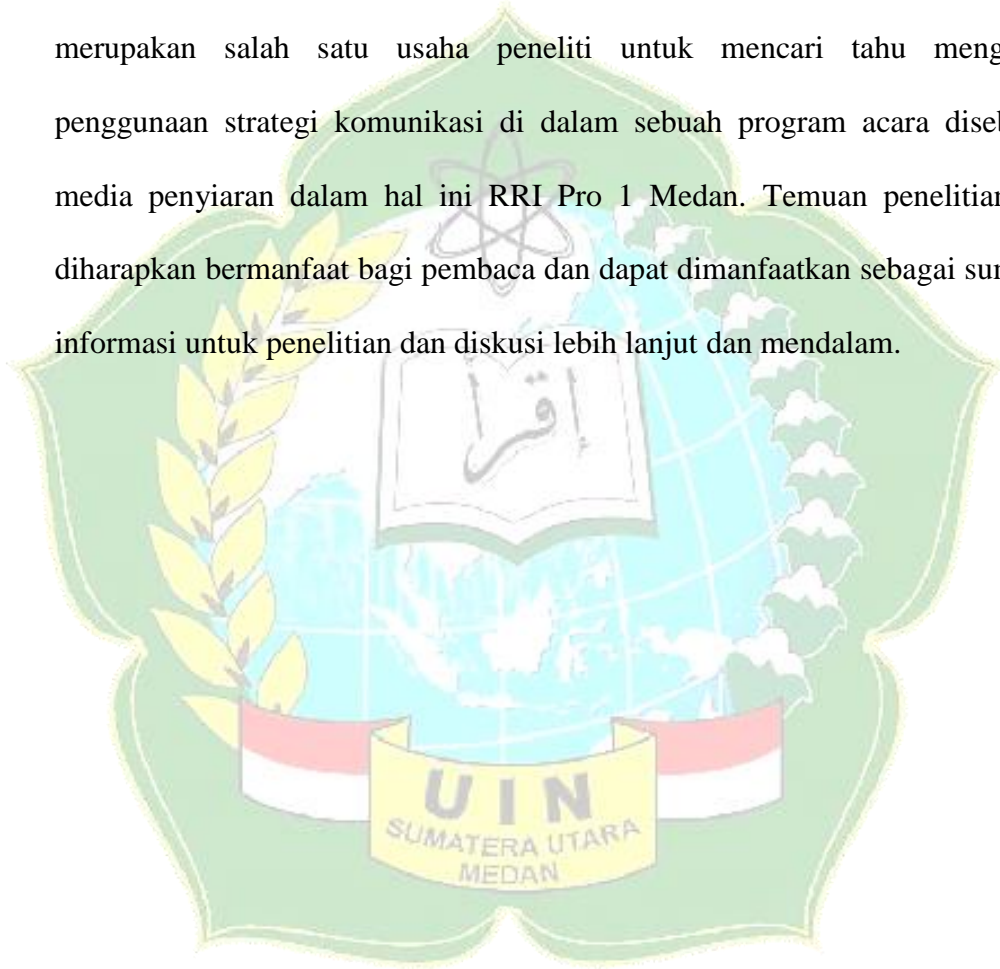 merupakan salah satu usaha peneliti untuk mencari tahu meng
penggunaan strategi komunikasi di dalam sebuah program acara diseb
media penyiaran dalam hal ini RRI Pro 1 Medan. Temuan penelitian
diharapkan bermanfaat bagi pembaca dan dapat dimanfaatkan sebagai sum
informasi untuk penelitian dan diskusi lebih lanjut dan mendalam.
إقرأ
UIN
SUMATERA UTARA
MEDAN